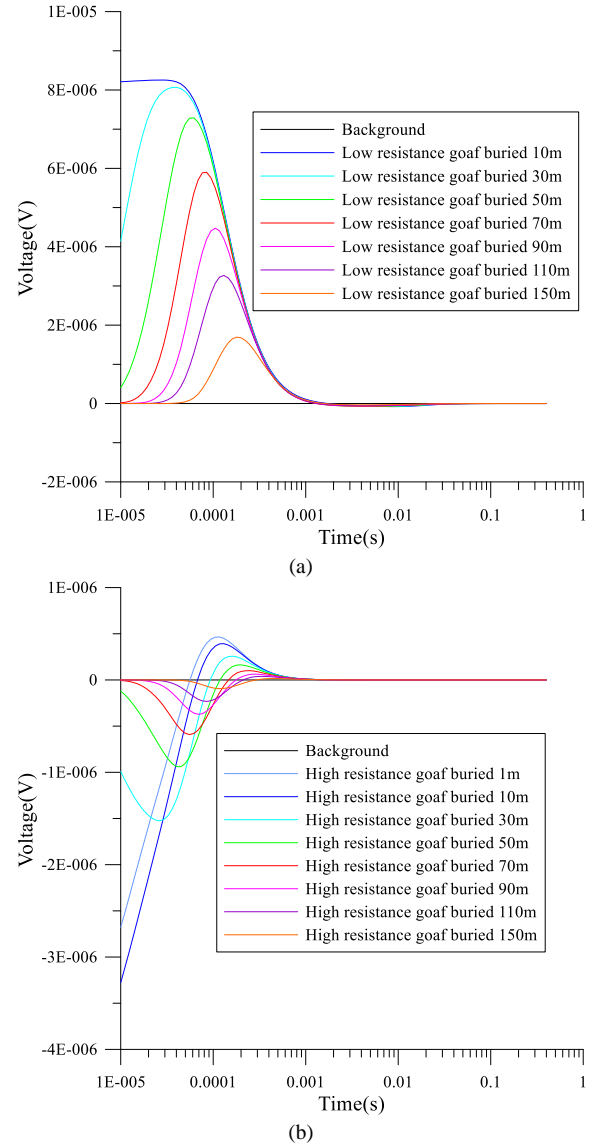 1E-005
8E-006
6E-006
4E-006
2E-006
0
-2E-006
Voltage(V)
Background
Low resistance goaf buried 10m
Low resistance goaf buried 30m
Low resistance goaf buried 50m
Low resistance goaf buried 70m
Low resistance goaf buried 90m
Low resistance goaf buried 110m
Low resistance goaf buried 150m
1E-005 0.0001 0.001 0.01 0.1 1
Time(s)
(a)
1E-006
0
-1E-006
-2E-006
-3E-006
-4E-006
Voltage(V)
Background
High resistance goaf buried 1m
High resistance goaf buried 10m
High resistance goaf buried 30m
High resistance goaf buried 50m
High resistance goaf buried 70m
High resistance goaf buried 90m
High resistance goaf buried 110m
High resistance goaf buried 150m
1E-005 0.0001 0.001 0.01 0.1 1
Time(s)
(b)